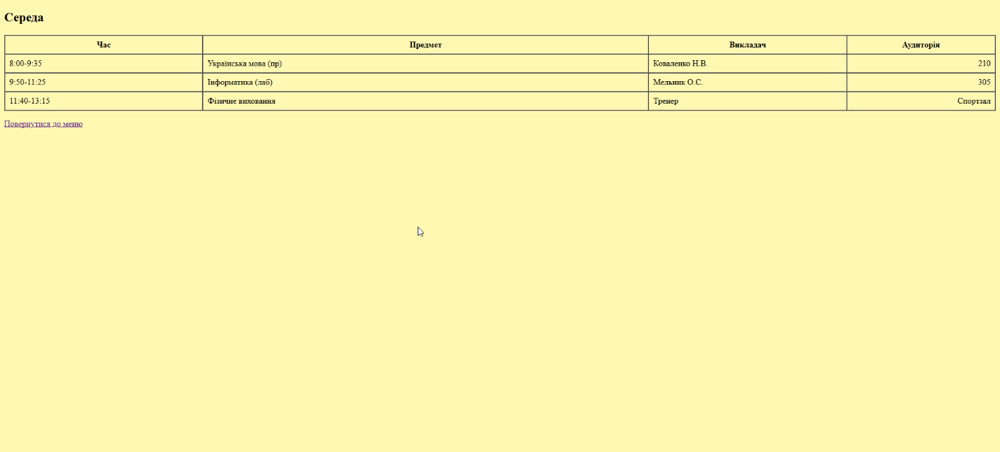 Середа
Час Предмет Викладач Аудиторія
8:00-9:35 Українська мова (пр) Коваленко Н.В. 210
9:50-11:25 Інформатика (лаб) Мельник О.С. 305
11:40-13:15 Фізичне виховання Тренер Спортзал
Повернутися до меню